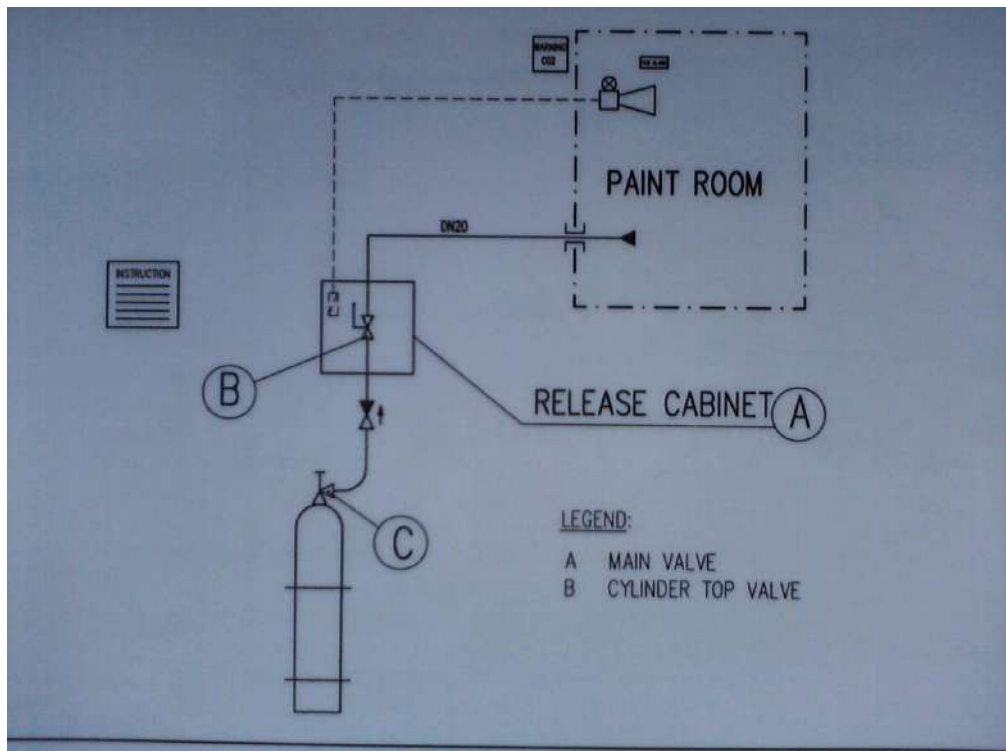 WARNING
CO2
PAINT ROOM
DN20
INSTRUCTION
B
RELEASE CABINET A
C
LEGEND:
A MAIN VALVE
B CYLINDER TOP VALVE